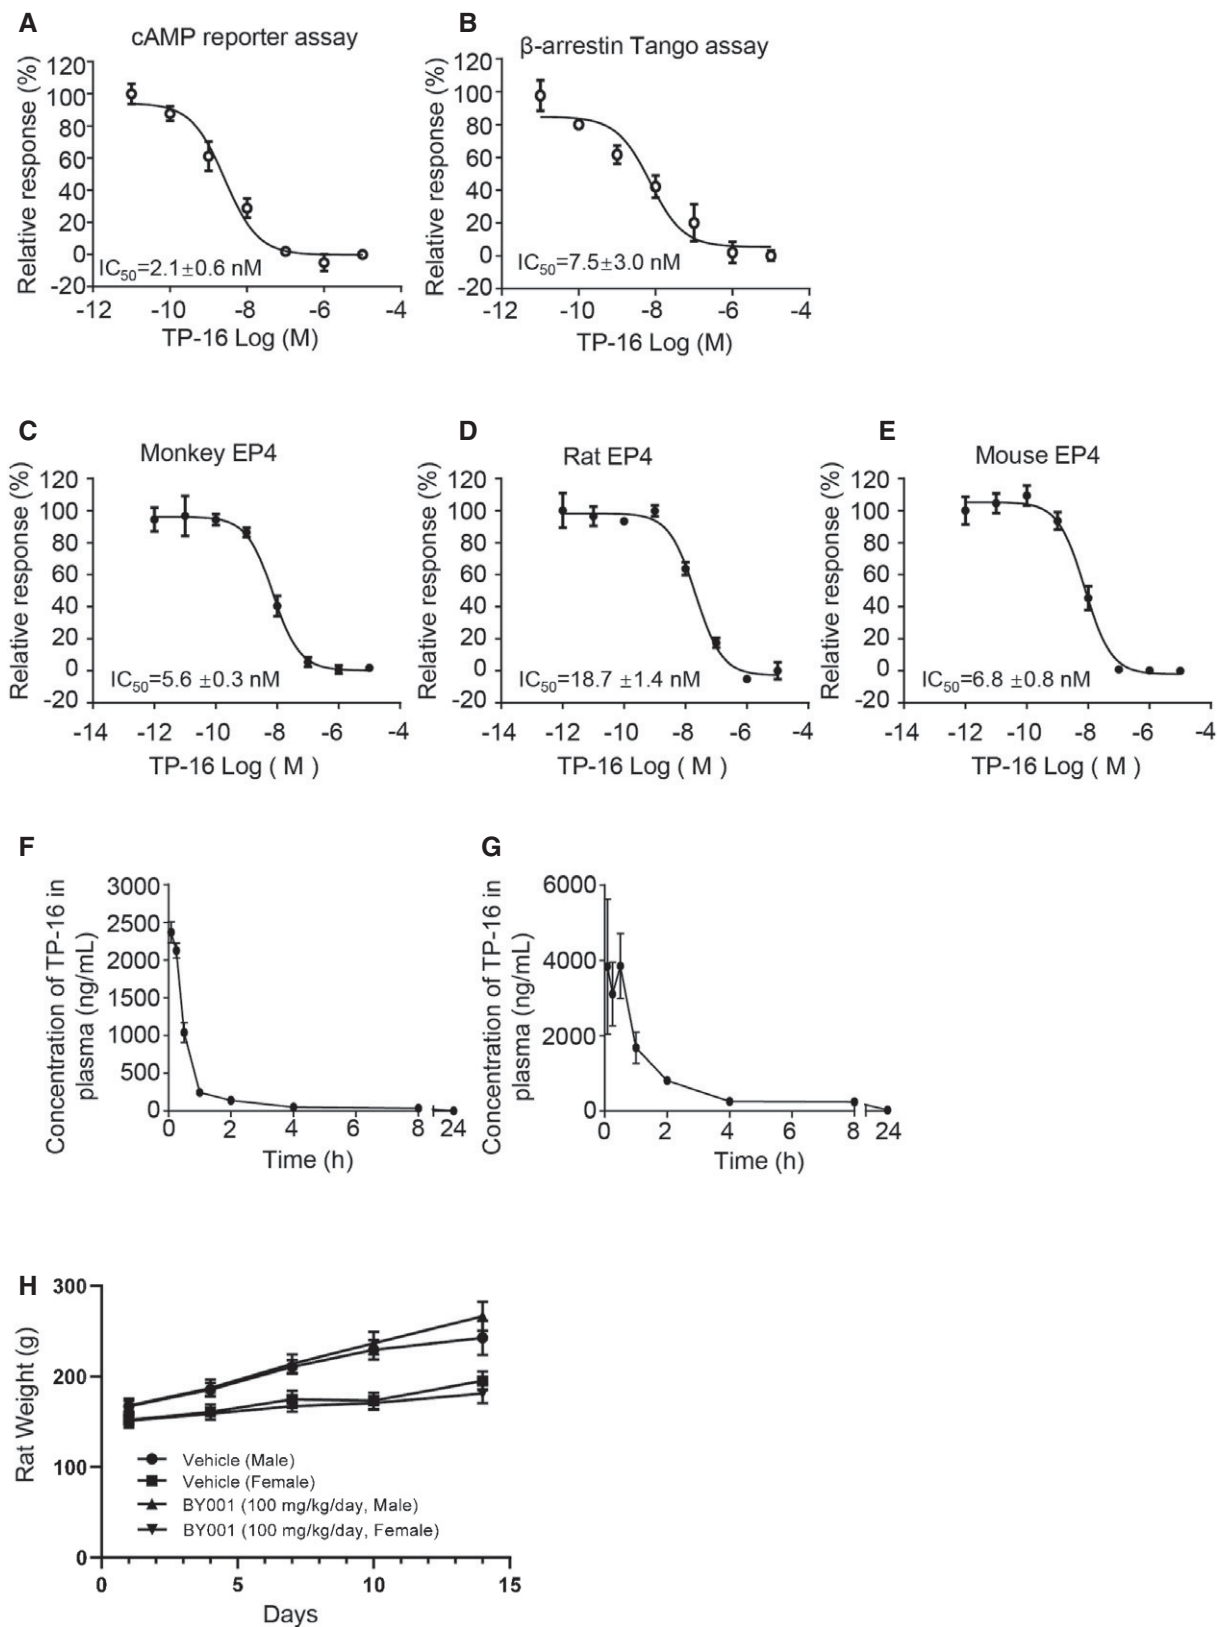 A
cAMP reporter assay
Relative response (%)
120
100
80
60
40
20
0
-20
IC50=2.1±0.6 nM
-12 -10 -8 -6 -4
TP-16 Log (M)
B
β-arrestin Tango assay
Relative response (%)
120
100
80
60
40
20
0
-20
IC50=7.5±3.0 nM
-12 -10 -8 -6 -4
TP-16 Log (M)
C
Monkey EP4
Relative response (%)
120
100
80
60
40
20
0
-20
IC50=5.6 ±0.3 nM
-14 -12 -10 -8 -6 -4
TP-16 Log ( M )
D
Rat EP4
Relative response (%)
120
100
80
60
40
20
0
-20
IC50=18.7 ±1.4 nM
-14 -12 -10 -8 -6 -4
TP-16 Log ( M )
E
Mouse EP4
Relative response (%)
120
100
80
60
40
20
0
-20
IC50=6.8 ±0.8 nM
-14 -12 -10 -8 -6 -4
TP-16 Log ( M )
F
Concentration of TP-16 in
plasma (ng/mL)
3000
2500
2000
1500
1000
500
0
0 2 4 6 8 24
Time (h)
G
Concentration of TP-16 in
plasma (ng/mL)
6000
4000
2000
0
0 2 4 6 8 24
Time (h)
H
Rat Weight (g)
300
200
100
0
Vehicle (Male)
Vehicle (Female)
BY001 (100 mg/kg/day, Male)
BY001 (100 mg/kg/day, Female)
0 5 10 15
Days